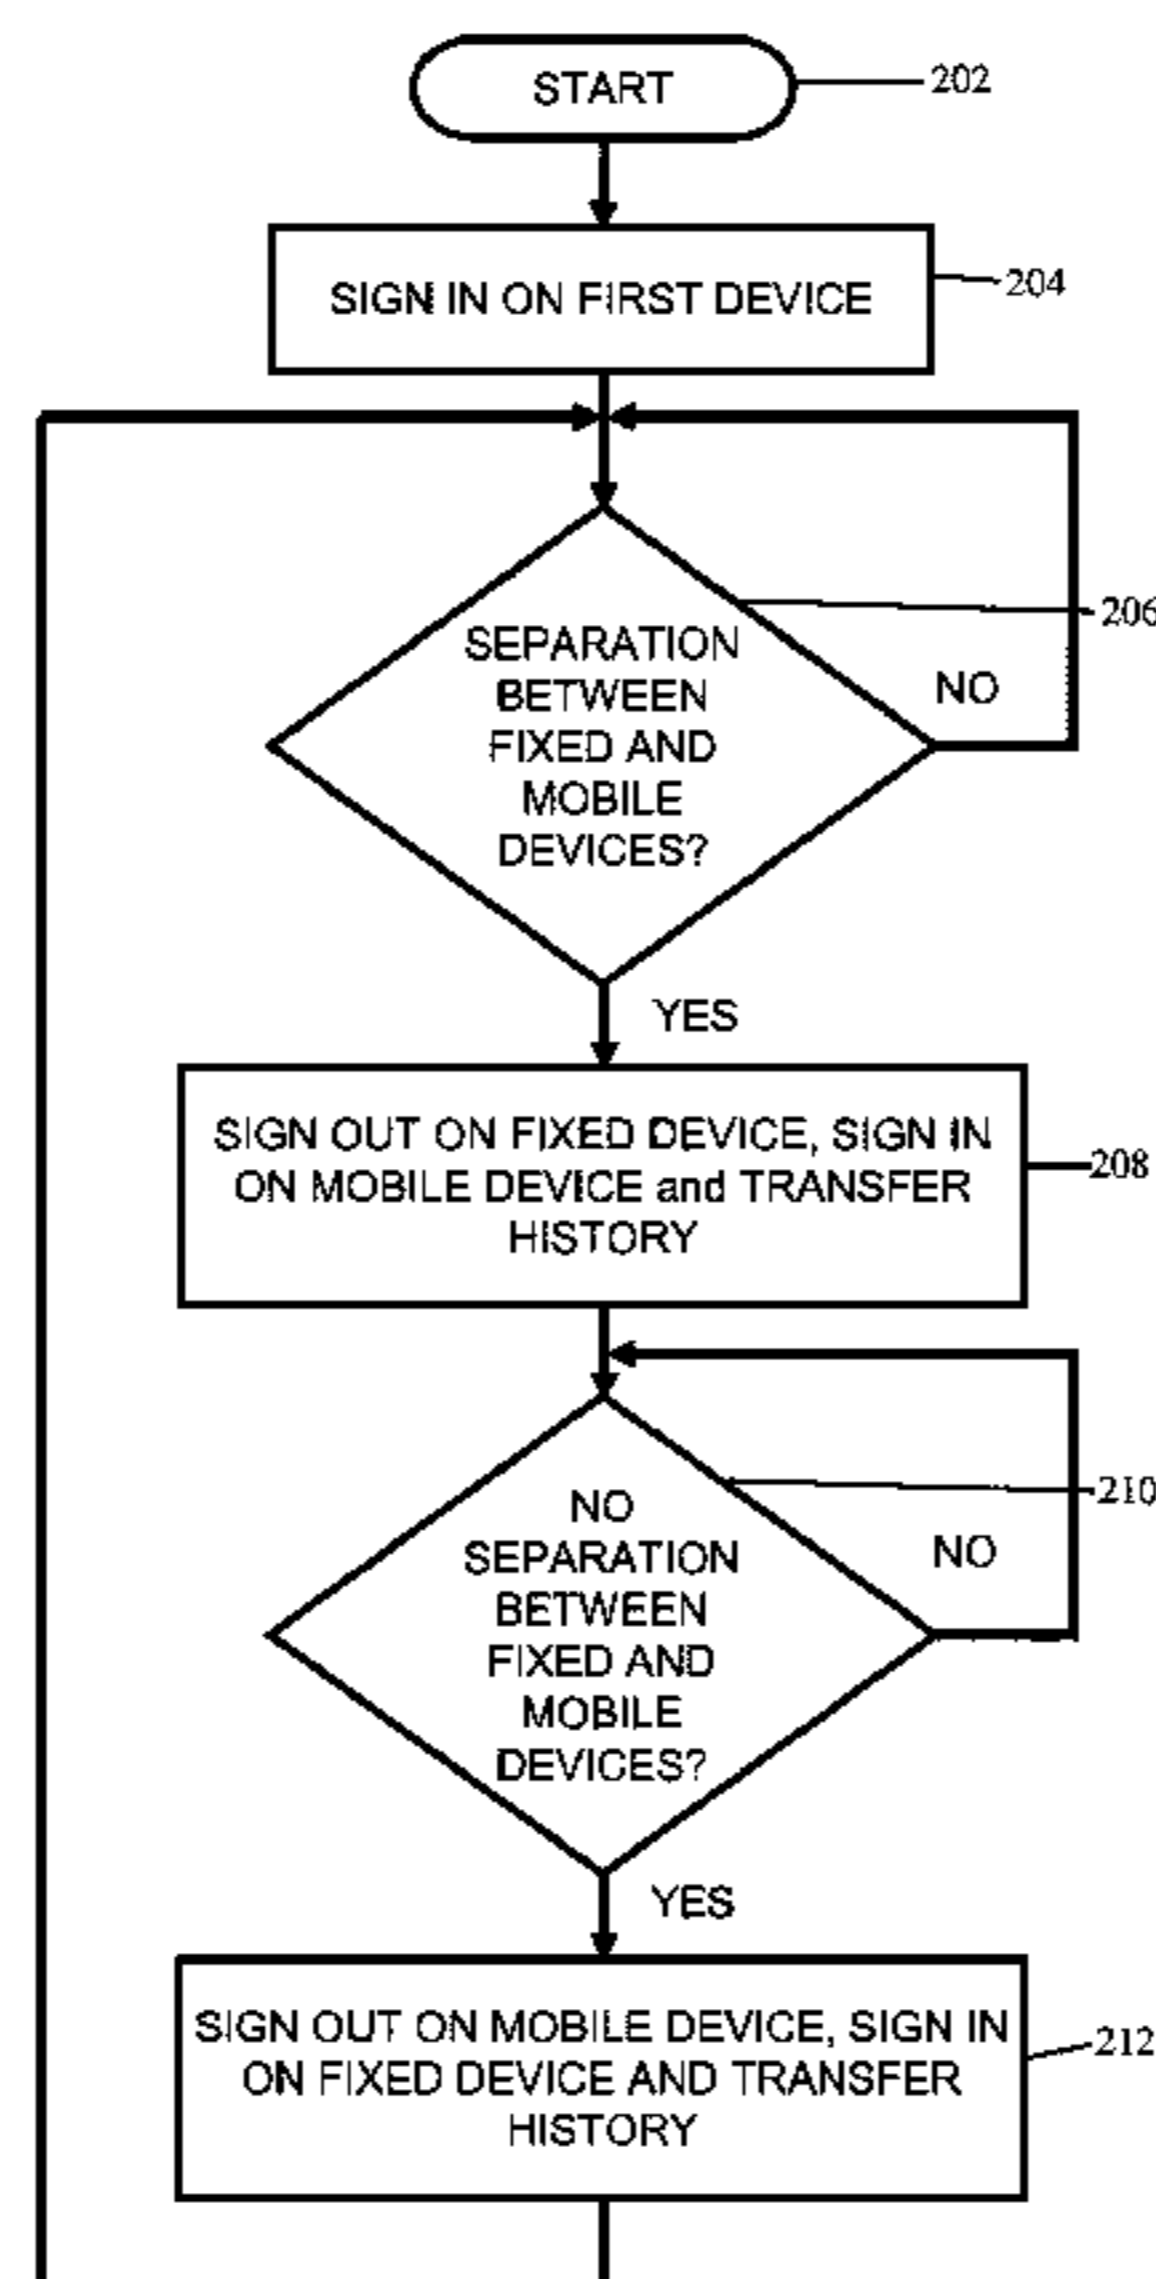 START
202
SIGN IN ON FIRST DEVICE
204
SEPARATION
BETWEEN
FIXED AND
MOBILE
DEVICES?
206
NO
YES
SIGN OUT ON FIXED DEVICE, SIGN IN
ON MOBILE DEVICE and TRANSFER
HISTORY
208
NO
SEPARATION
BETWEEN
FIXED AND
MOBILE
DEVICES?
210
NO
YES
SIGN OUT ON MOBILE DEVICE, SIGN IN
ON FIXED DEVICE AND TRANSFER
HISTORY
212